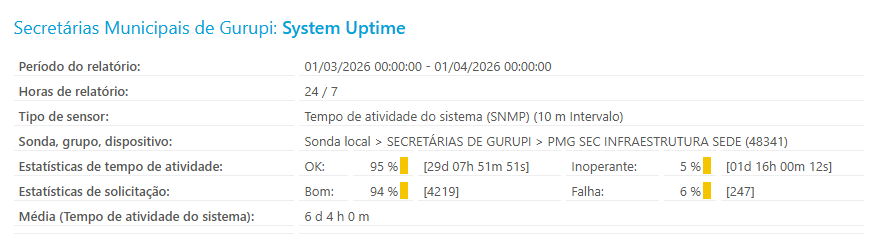 Secretárias Municipais de Gurupi: System Uptime
Período do relatório: 01/03/2026 00:00:00 - 01/04/2026 00:00:00
Horas de relatório: 24 / 7
Tipo de sensor: Tempo de atividade do sistema (SNMP) (10 m Intervalo)
Sonda, grupo, dispositivo: Sonda local > SECRETÁRIAS DE GURUPI > PMG SEC INFRAESTRUTURA SEDE (48341)
Estatísticas de tempo de atividade: OK: 95 % [29d 07h 51m 51s] Inoperante: 5 % [01d 16h 00m 12s]
Estatísticas de solicitação: Bom: 94 % [4219] Falha: 6 % [247]
Média (Tempo de atividade do sistema): 6 d 4 h 0 m